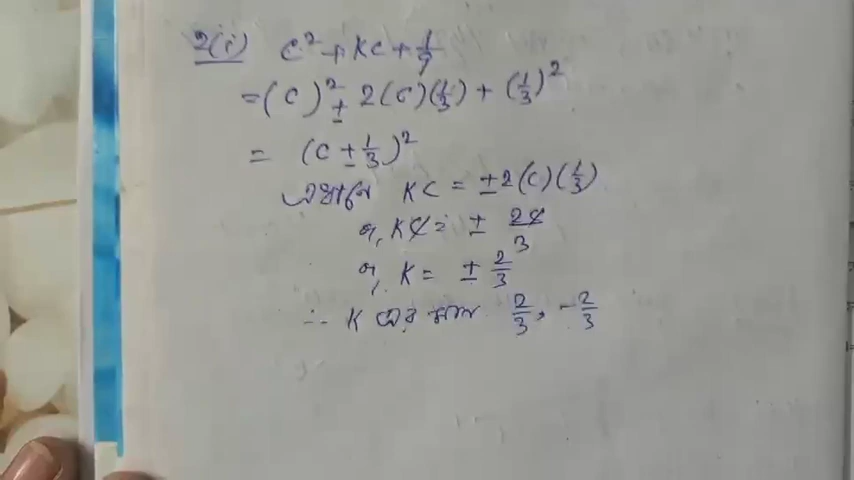 2(i) c² + kc + 1/9
= (c)² ± 2(c)(1/3) + (1/3)²
= (c ± 1/3)²
এখানে kc = ±2(c)(1/3)
বা, kc = ± 2c/3
বা, k = ± 2/3
∴ k এর মান 2/3, -2/3